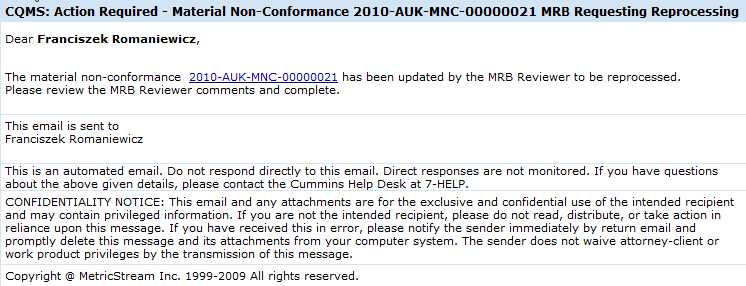 CQMS: Action Required - Material Non-Conformance 2010-AUK-MNC-00000021 MRB Requesting Reprocessing
Dear Franciszek Romaniewicz,
The material non-conformance 2010-AUK-MNC-00000021 has been updated by the MRB Reviewer to be reprocessed.
Please review the MRB Reviewer comments and complete.
This email is sent to
Franciszek Romaniewicz
This is an automated email. Do not respond directly to this email. Direct responses are not monitored. If you have questions
about the above given details, please contact the Cummins Help Desk at 7-HELP.
CONFIDENTIALITY NOTICE: This email and any attachments are for the exclusive and confidential use of the intended recipient
and may contain privileged information. If you are not the intended recipient, please do not read, distribute, or take action in
reliance upon this message. If you have received this in error, please notify the sender immediately by return email and
promptly delete this message and its attachments from your computer system. The sender does not waive attorney-client or
work product privileges by the transmission of this message.
Copyright @ MetricStream Inc. 1999-2009 All rights reserved.